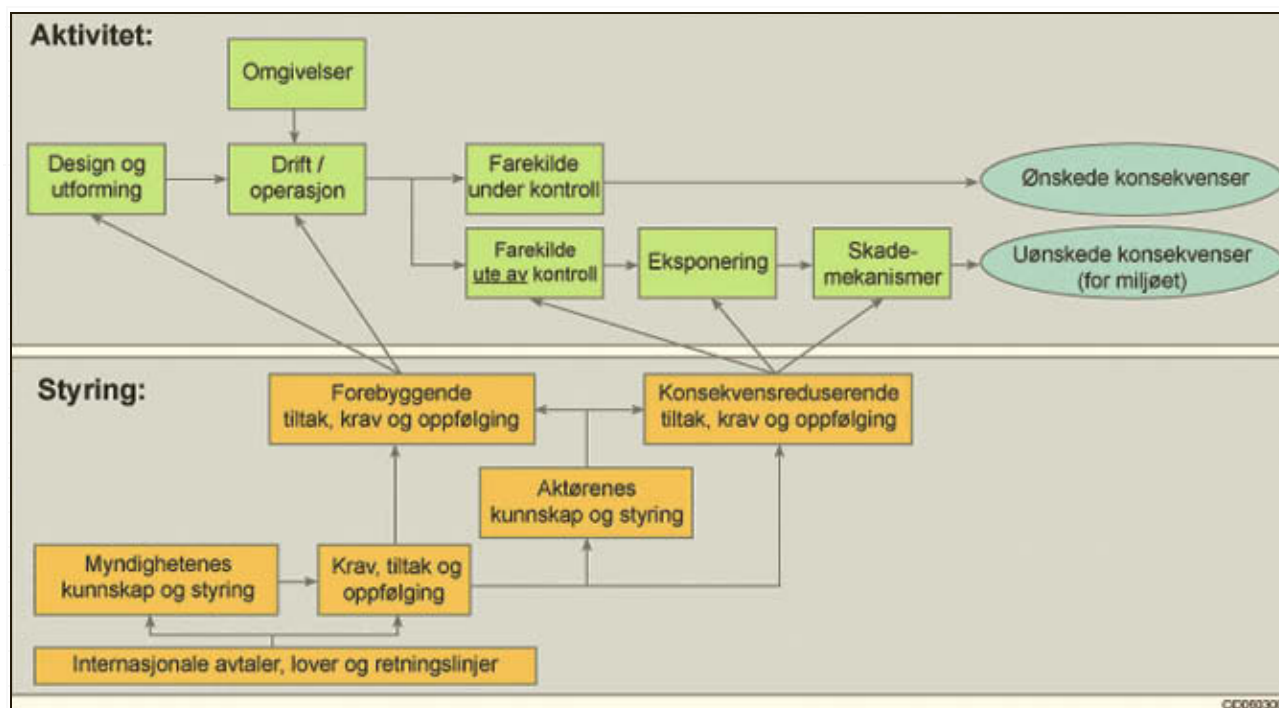 Aktivitet:
Omgivelser
Design og
utforming
Drift /
operasjon
Farekilde
under kontroll
Ønskede konsekvenser
Farekilde
ute av kontroll
Eksponering
Skade-
mekanismer
Uønskede konsekvenser
(for miljøet)
Styring:
Forebyggende
tiltak, krav og oppfølging
Konsekvensreduserende
tiltak, krav og oppfølging
Aktørenes
kunnskap og styring
Myndighetenes
kunnskap og styring
Krav, tiltak og
oppfølging
Internasjonale avtaler, lover og retningslinjer